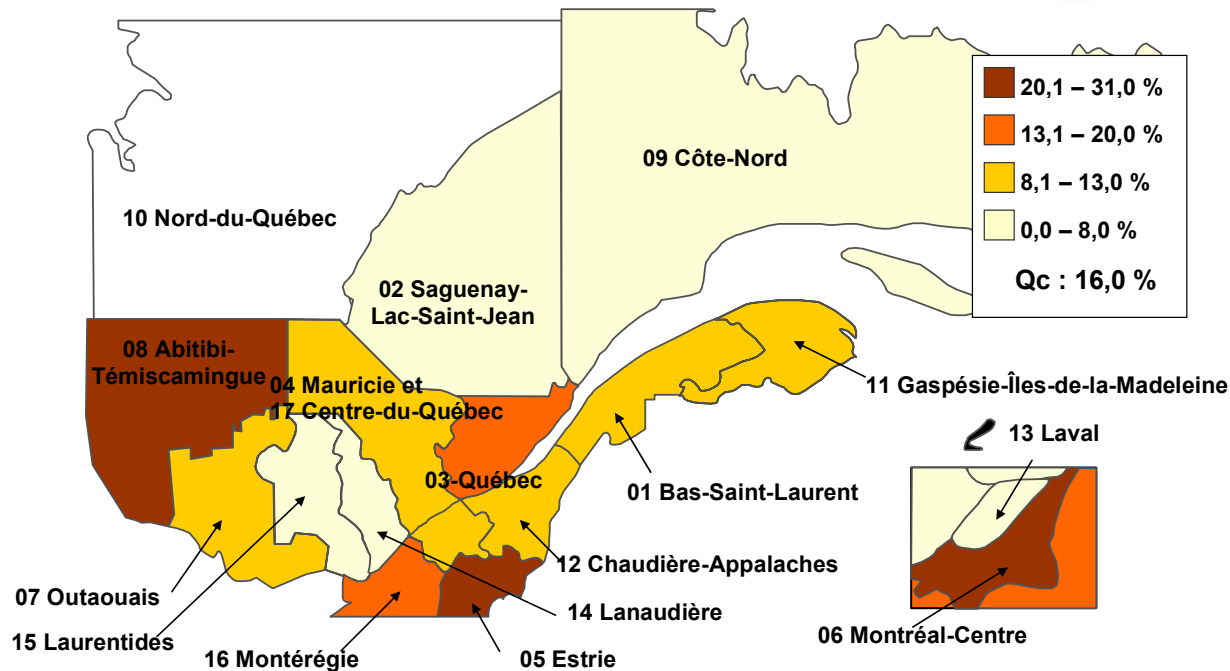 20,1 – 31,0 %
13,1 – 20,0 %
8,1 – 13,0 %
0,0 – 8,0 %
Qc : 16,0 %
09 Côte-Nord
10 Nord-du-Québec
02 Saguenay-
Lac-Saint-Jean
08 Abitibi-
Témiscamingue
04 Mauricie et
17 Centre-du-Québec
11 Gaspésie-Îles-de-la-Madeleine
13 Laval
03-Québec
01 Bas-Saint-Laurent
12 Chaudière-Appalaches
07 Outaouais
14 Lanaudière
15 Laurentides
06 Montréal-Centre
16 Montérégie
05 Estrie